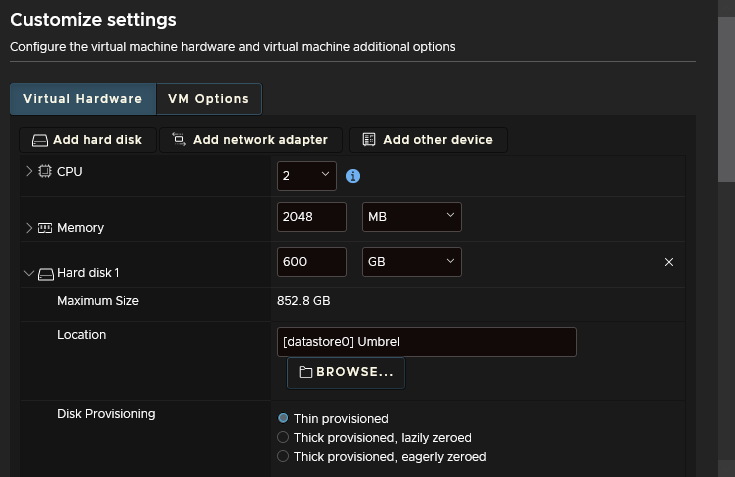 Customize settings
Configure the virtual machine hardware and virtual machine additional options
Virtual Hardware VM Options
Add hard disk Add network adapter Add other device
CPU 2
Memory 2048 MB
Hard disk 1 600 GB
Maximum Size 852.8 GB
Location [datastore0] Umbrel
BROWSE...
Disk Provisioning Thin provisioned
Thick provisioned, lazily zeroed
Thick provisioned, eagerly zeroed